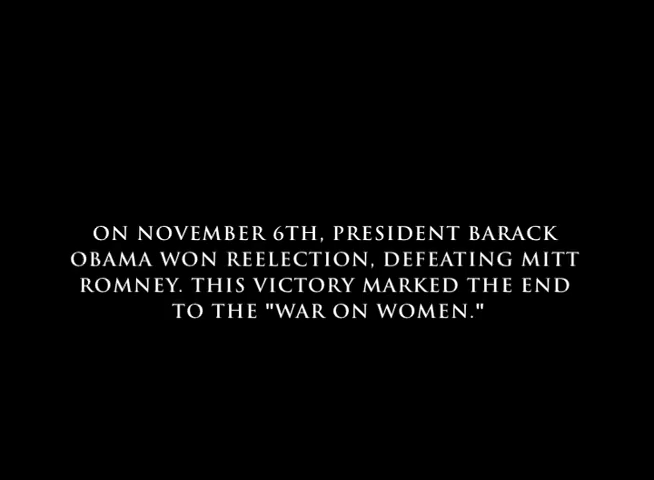 ON NOVEMBER 6TH, PRESIDENT BARACK
OBAMA WON REELECTION, DEFEATING MITT
ROMNEY. THIS VICTORY MARKED THE END
TO THE "WAR ON WOMEN."